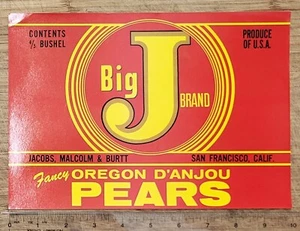 CONTENTS
½ BUSHEL
PRODUCE
OF U.S.A.
Big J BRAND
JACOBS, MALCOLM & BURTT
SAN FRANCISCO, CALIF.
Fancy OREGON D'ANJOU
PEARS